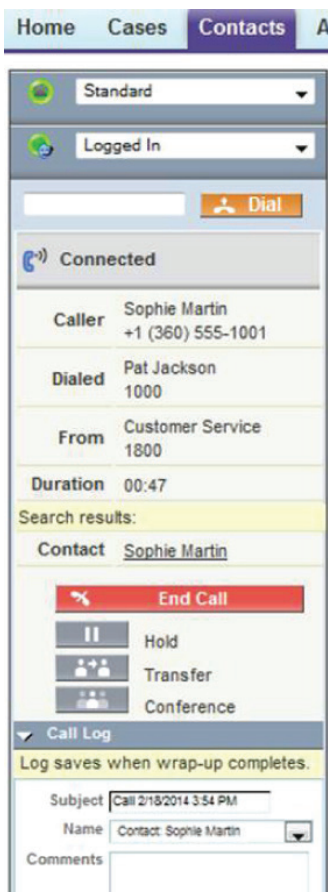 Home Cases Contacts A
Standard
Logged In
Dial
Connected
Caller Sophie Martin
+1 (360) 555-1001
Dialed Pat Jackson
1000
From Customer Service
1800
Duration 00:47
Search results:
Contact Sophie Martin
End Call
Hold
Transfer
Conference
Call Log
Log saves when wrap-up completes.
Subject Call 2/18/2014 3:54 PM
Name Contact: Sophie Martin
Comments